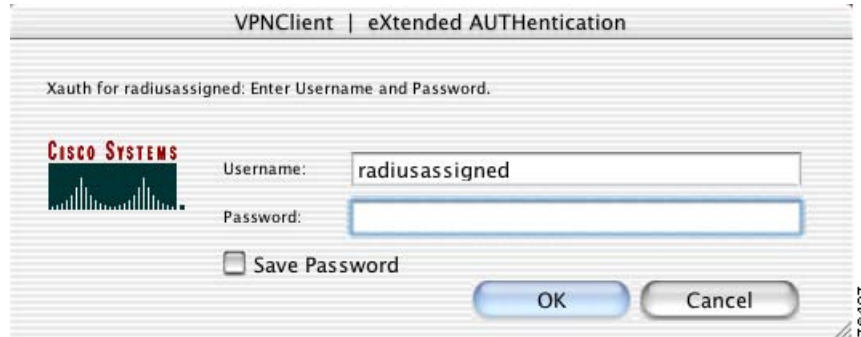 VPNClient | eXtended AUTHentication
Xauth for radiusassigned: Enter Username and Password.
CISCO SYSTEMS
Username: radiusassigned
Password:
Save Password
OK Cancel